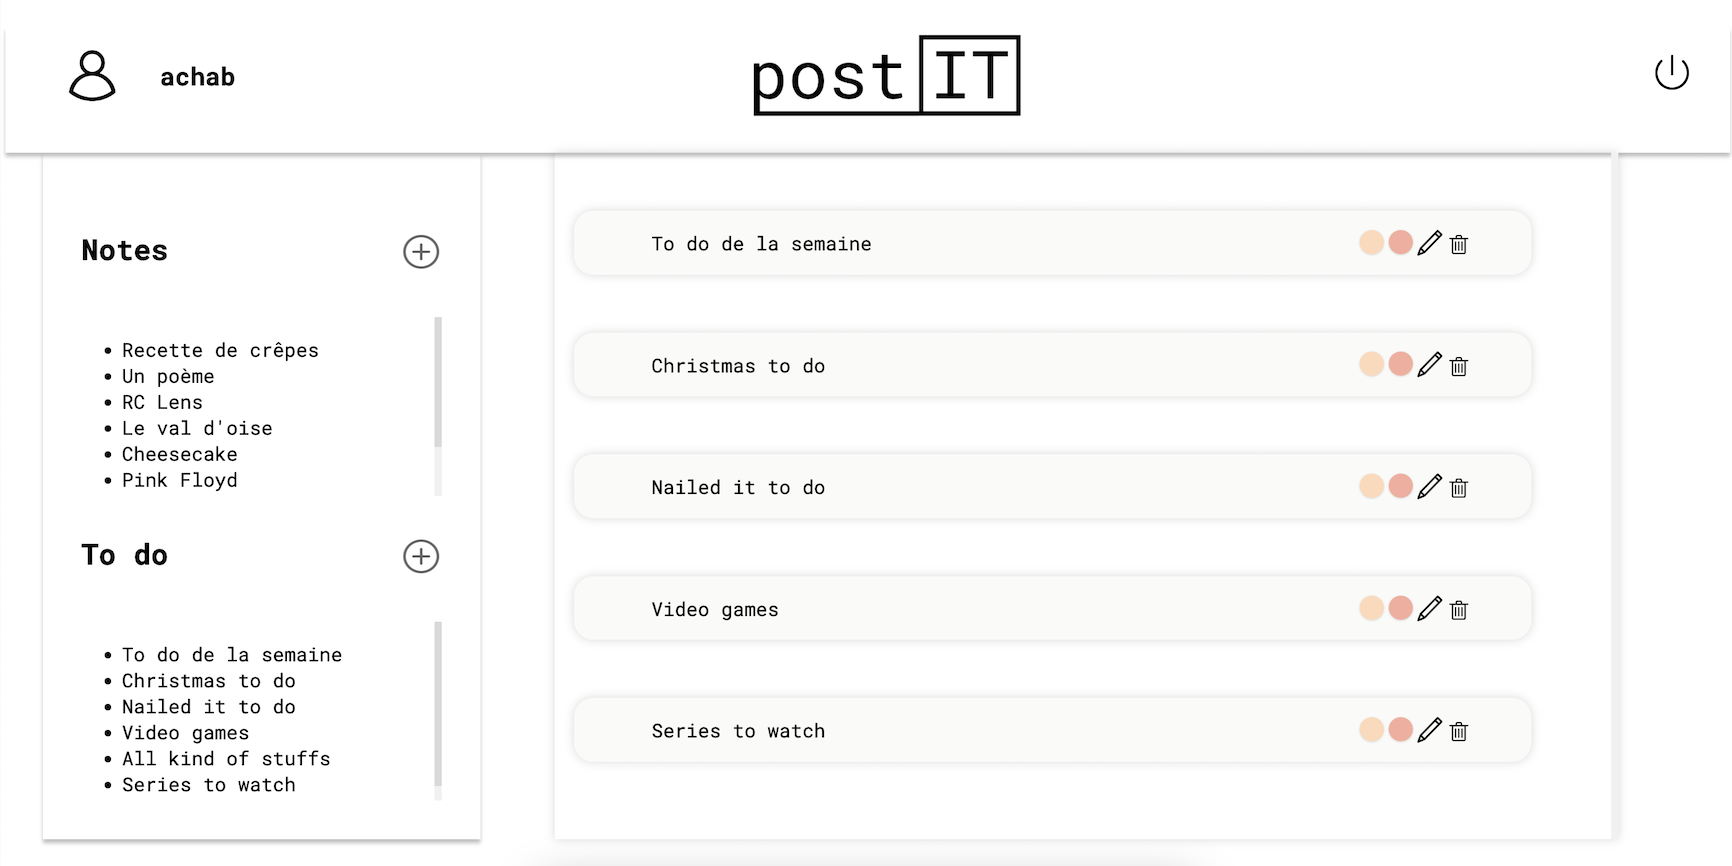 achab
post IT
Notes
Recette de crêpes
Un poème
RC Lens
Le val d'oise
Cheesecake
Pink Floyd
To do
To do de la semaine
Christmas to do
Nailed it to do
Video games
All kind of stuffs
Series to watch
To do de la semaine
Christmas to do
Nailed it to do
Video games
Series to watch